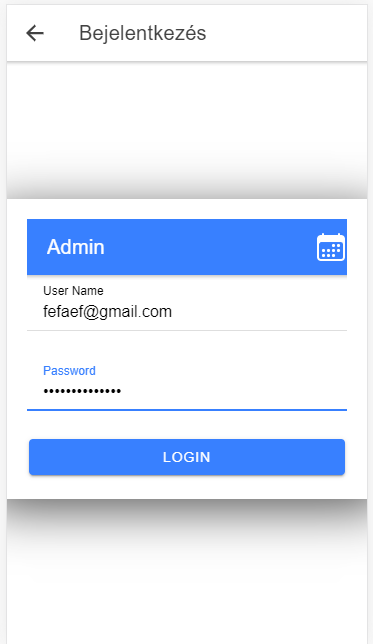 Bejelentkezés
Admin
User Name
fefaef@gmail.com
Password
••••••••••••••
LOGIN